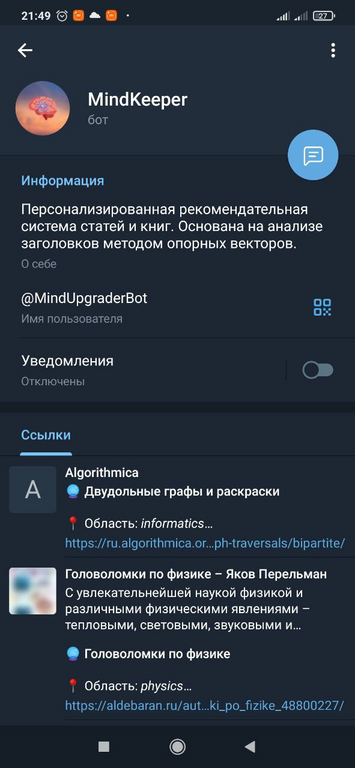 21:49
27
MindKeeper
бот
Информация
Персонализированная рекомендательная
система статей и книг. Основана на анализе
заголовков методом опорных векторов.
О себе
@MindUpgraderBot
Имя пользователя
Уведомления
Отключены
Ссылки
A
Algorithmica
Двудольные графы и раскраски
Область: informatics...
https://ru.algorithmica.or...ph-traversals/bipartite/
Головоломки по физике – Яков Перельман
С увлекательнейшей наукой физикой и
различными физическими явлениями –
тепловыми, световыми, звуковыми и...
Головоломки по физике
Область: physics...
https://aldebaran.ru/aut...ki_po_fizike_48800227/